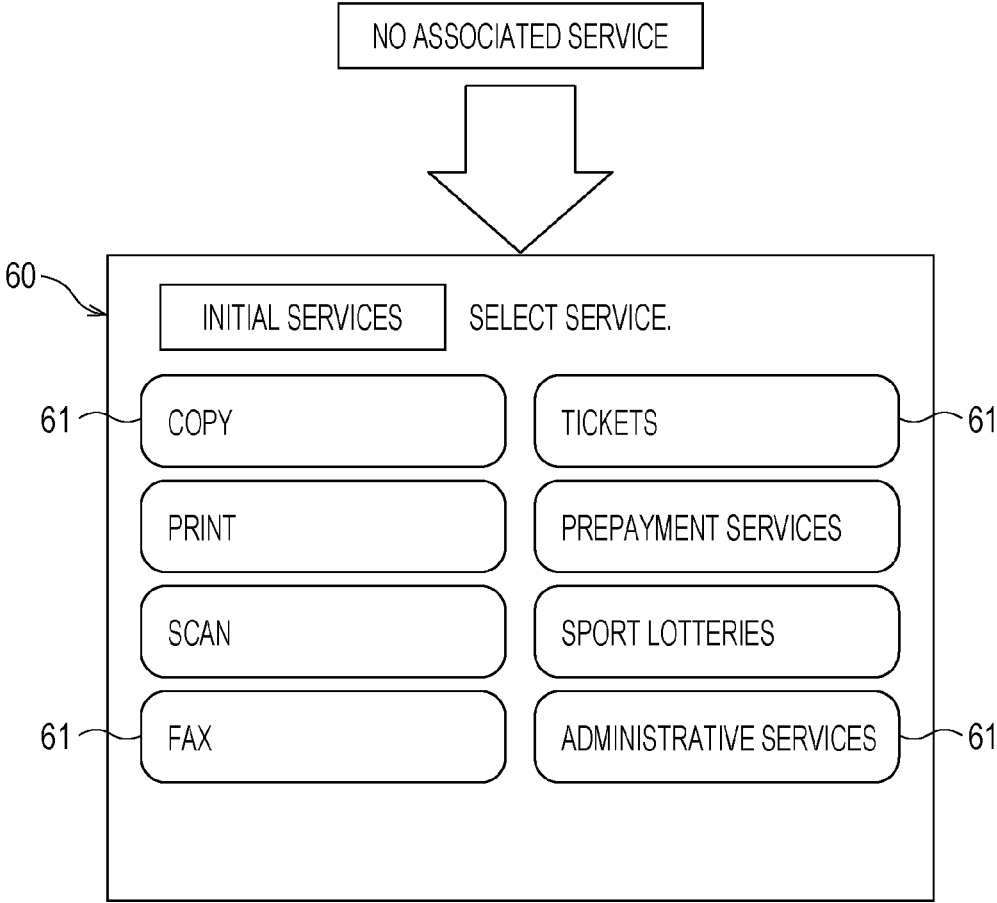 NO ASSOCIATED SERVICE
60
INITIAL SERVICES SELECT SERVICE.
61 COPY TICKETS 61
PRINT PREPAYMENT SERVICES
SCAN SPORT LOTTERIES
61 FAX ADMINISTRATIVE SERVICES 61